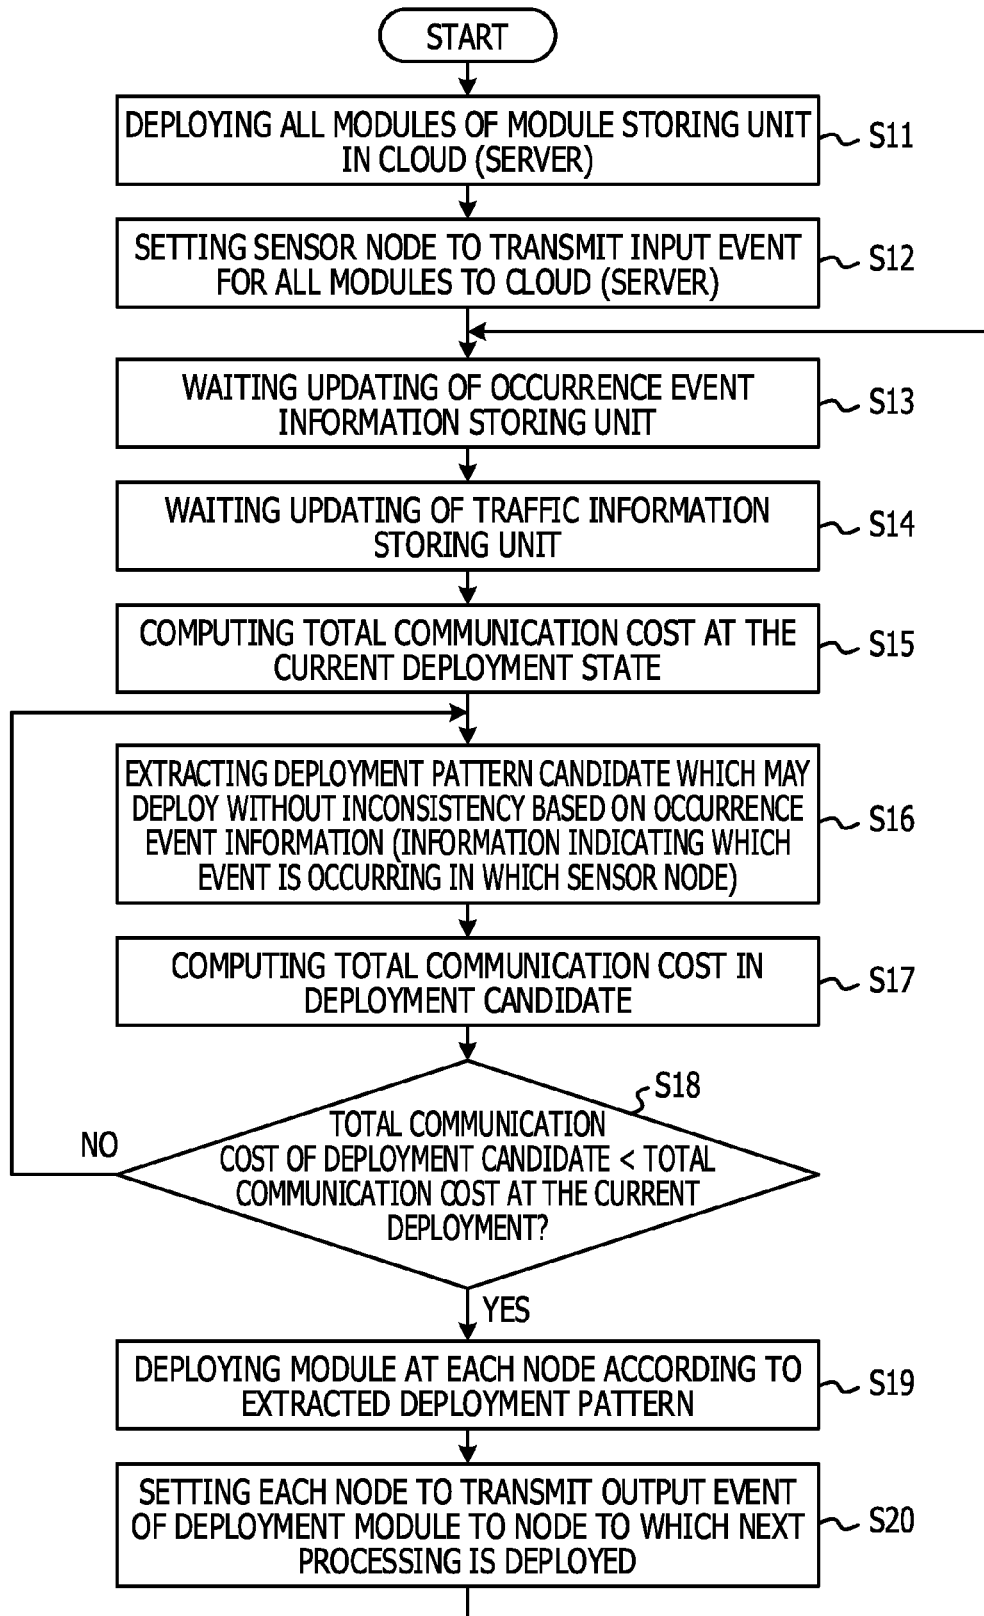 START
DEPLOYING ALL MODULES OF MODULE STORING UNIT
IN CLOUD (SERVER)
S11
SETTING SENSOR NODE TO TRANSMIT INPUT EVENT
FOR ALL MODULES TO CLOUD (SERVER)
S12
WAITING UPDATING OF OCCURRENCE EVENT
INFORMATION STORING UNIT
S13
WAITING UPDATING OF TRAFFIC INFORMATION
STORING UNIT
S14
COMPUTING TOTAL COMMUNICATION COST AT THE
CURRENT DEPLOYMENT STATE
S15
EXTRACTING DEPLOYMENT PATTERN CANDIDATE WHICH MAY
DEPLOY WITHOUT INCONSISTENCY BASED ON OCCURRENCE
EVENT INFORMATION (INFORMATION INDICATING WHICH
EVENT IS OCCURRING IN WHICH SENSOR NODE)
S16
COMPUTING TOTAL COMMUNICATION COST IN
DEPLOYMENT CANDIDATE
S17
S18
TOTAL COMMUNICATION
COST OF DEPLOYMENT CANDIDATE < TOTAL
COMMUNICATION COST AT THE CURRENT
DEPLOYMENT?
NO
YES
DEPLOYING MODULE AT EACH NODE ACCORDING TO
EXTRACTED DEPLOYMENT PATTERN
S19
SETTING EACH NODE TO TRANSMIT OUTPUT EVENT
OF DEPLOYMENT MODULE TO NODE TO WHICH NEXT
PROCESSING IS DEPLOYED
S20